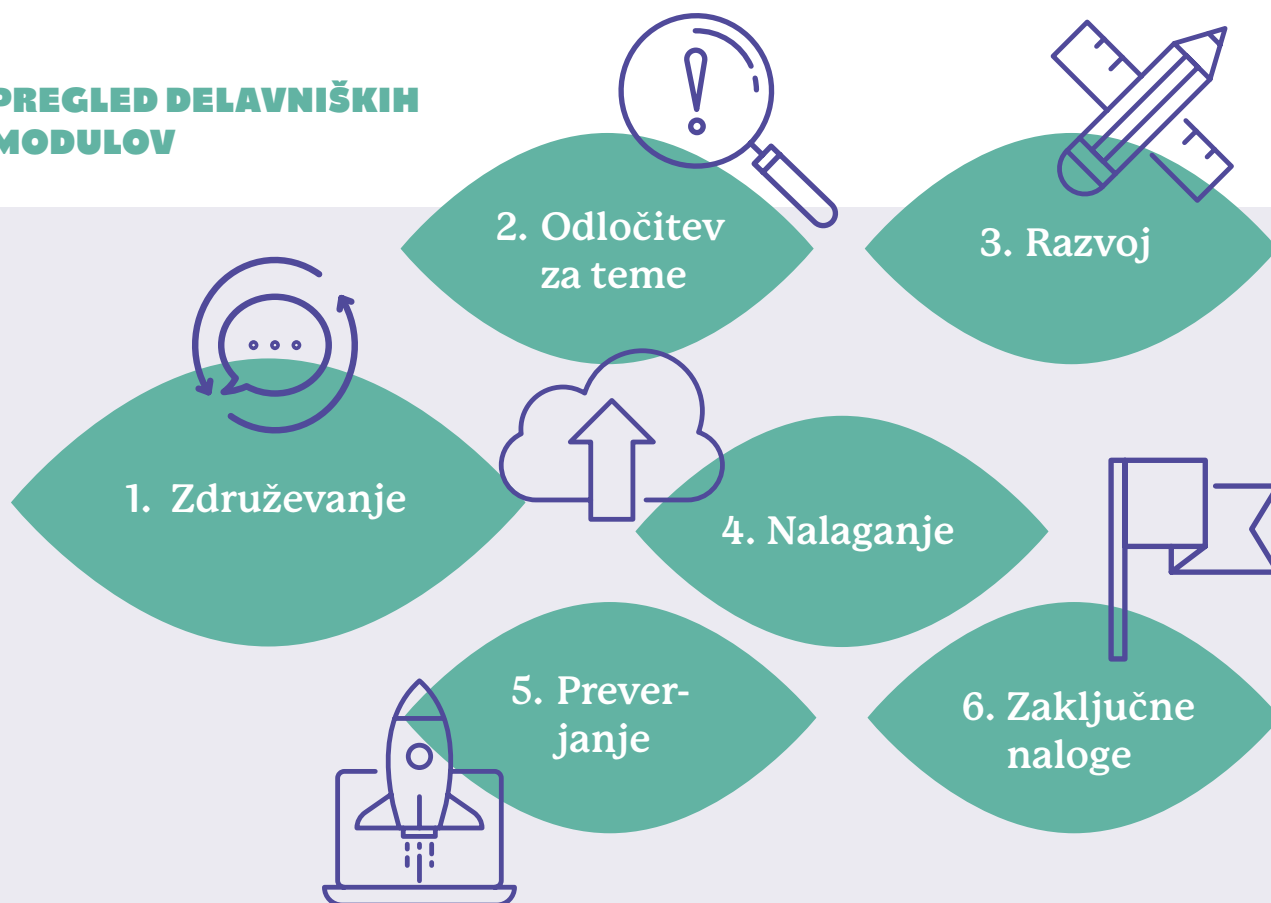 PREGLED DELAVNIŠKIH
MODULOV
1. Združevanje
2. Odločitev
za teme
3. Razvoj
4. Nalaganje
5. Prever-
janje
6. Zaključne
naloge